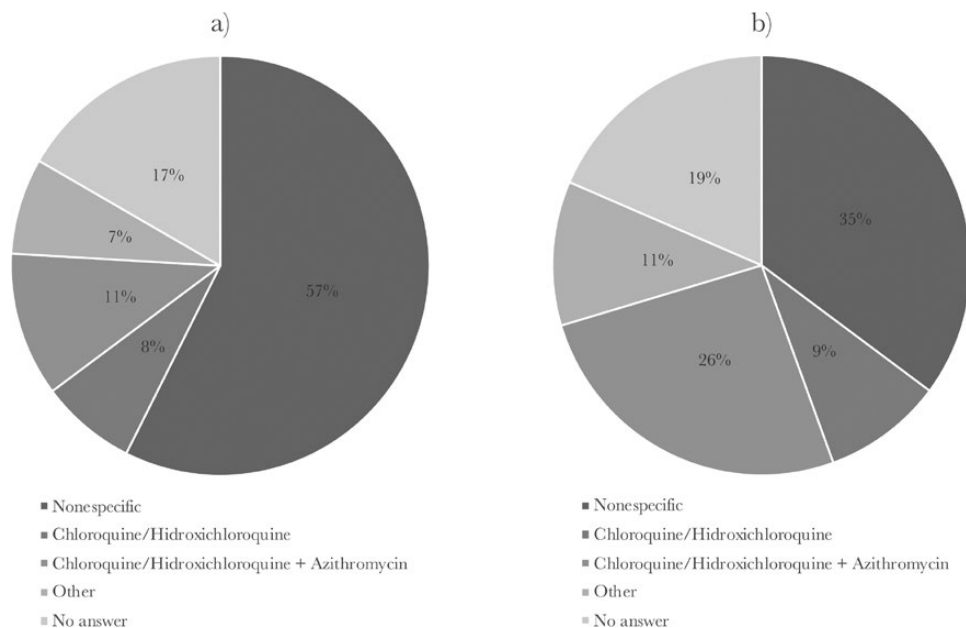 a)
17%
7%
11%
8%
57%
Nonespecific
Chloroquine/Hidroxichloroquine
Chloroquine/Hidroxichloroquine + Azithromycin
Other
No answer
b)
19%
35%
11%
26%
9%
Nonespecific
Chloroquine/Hidroxichloroquine
Chloroquine/Hidroxichloroquine + Azithromycin
Other
No answer